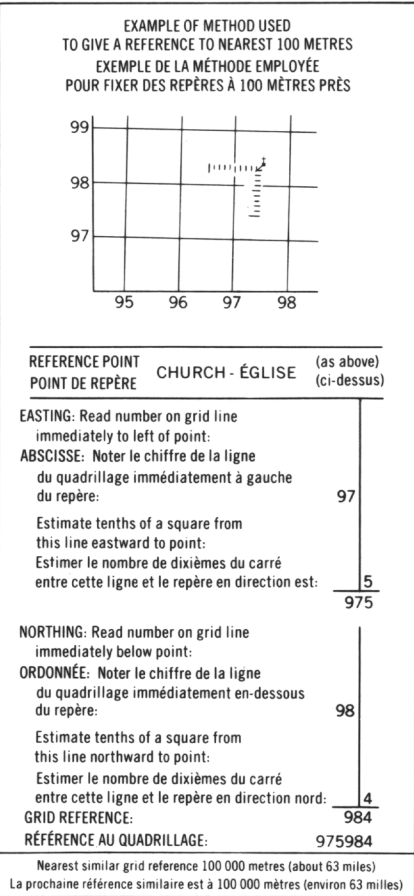 EXAMPLE OF METHOD USED
TO GIVE A REFERENCE TO NEAREST 100 METRES
EXEMPLE DE LA MÉTHODE EMPLOYÉE
POUR FIXER DES REPÈRES À 100 MÈTRES PRÈS
99
98
97
95 96 97 98
REFERENCE POINT
POINT DE REPÈRE
CHURCH - ÉGLISE
(as above)
(ci-dessus)
EASTING: Read number on grid line
immediately to left of point:
ABSCISSE: Noter le chiffre de la ligne
du quadrillage immédiatement à gauche
du repère: 97
Estimate tenths of a square from
this line eastward to point:
Estimer le nombre de dixièmes du carré
entre cette ligne et le repère en direction est: 5
975
NORTHING: Read number on grid line
immediately below point:
ORDONNÉE: Noter le chiffre de la ligne
du quadrillage immédiatement en-dessous
du repère: 98
Estimate tenths of a square from
this line northward to point:
Estimer le nombre de dixièmes du carré
entre cette ligne et le repère en direction nord: 4
GRID REFERENCE: 984
RÉFÉRENCE AU QUADRILLAGE: 975984
Nearest similar grid reference 100 000 metres (about 63 miles)
La prochaine référence similaire est à 100 000 mètres (environ 63 milles)